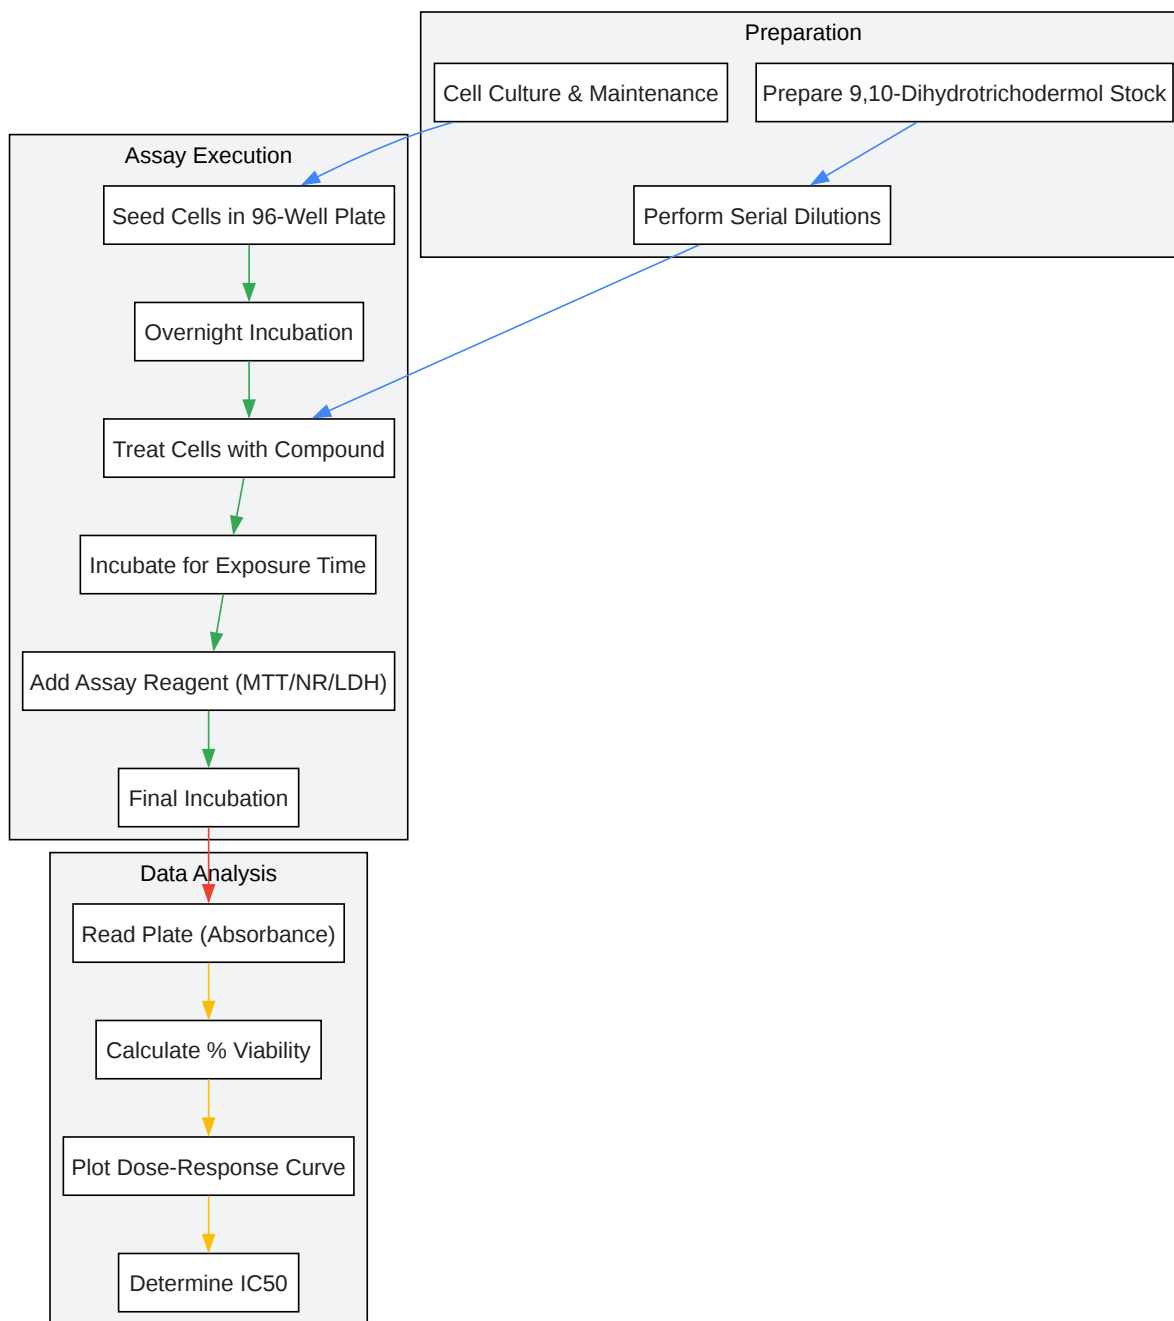 Preparation
Cell Culture & Maintenance
Prepare 9,10-Dihydrotrichodermol Stock
Perform Serial Dilutions
Assay Execution
Seed Cells in 96-Well Plate
Overnight Incubation
Treat Cells with Compound
Incubate for Exposure Time
Add Assay Reagent (MTT/NR/LDH)
Final Incubation
Data Analysis
Read Plate (Absorbance)
Calculate % Viability
Plot Dose-Response Curve
Determine IC50